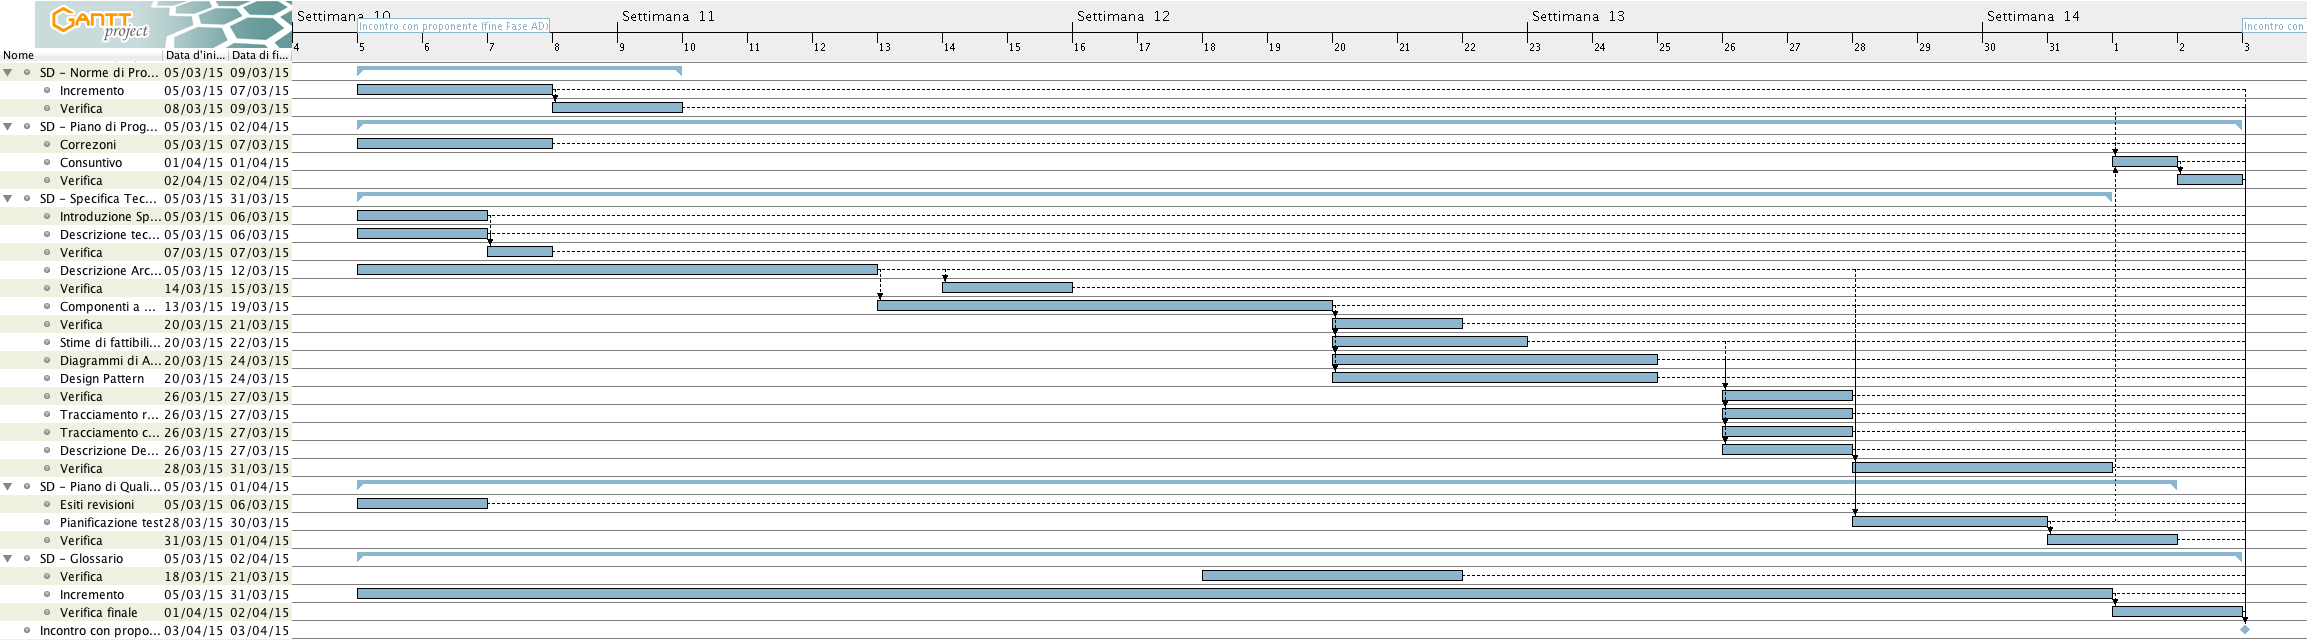 GANTT
project
Settimana 10 Settimana 11 Settimana 12 Settimana 13 Settimana 14
Incontro con proponente (fine Fase AD) Incontro con
4 5 6 7 8 9 10 11 12 13 14 15 16 17 18 19 20 21 22 23 24 25 26 27 28 29 30 31 1 2 3
Nome Data d'ini... Data di fi...
SD - Norme di Pro... 05/03/15 09/03/15
Incremento 05/03/15 07/03/15
Verifica 08/03/15 09/03/15
SD - Piano di Prog... 05/03/15 02/04/15
Correzoni 05/03/15 07/03/15
Consuntivo 01/04/15 01/04/15
Verifica 02/04/15 02/04/15
SD - Specifica Tec... 05/03/15 31/03/15
Introduzione Sp... 05/03/15 06/03/15
Descrizione tec... 05/03/15 06/03/15
Verifica 07/03/15 07/03/15
Descrizione Arc... 05/03/15 12/03/15
Verifica 14/03/15 15/03/15
Componenti a ... 13/03/15 19/03/15
Verifica 20/03/15 21/03/15
Stime di fattibili... 20/03/15 22/03/15
Diagrammi di A... 20/03/15 24/03/15
Design Pattern 20/03/15 24/03/15
Verifica 26/03/15 27/03/15
Tracciamento r... 26/03/15 27/03/15
Tracciamento c... 26/03/15 27/03/15
Descrizione De... 26/03/15 27/03/15
Verifica 28/03/15 31/03/15
SD - Piano di Quali... 05/03/15 01/04/15
Esiti revisioni 05/03/15 06/03/15
Pianificazione test 28/03/15 30/03/15
Verifica 31/03/15 01/04/15
SD - Glossario 05/03/15 02/04/15
Verifica 18/03/15 21/03/15
Incremento 05/03/15 31/03/15
Verifica finale 01/04/15 02/04/15
Incontro con propo... 03/04/15 03/04/15